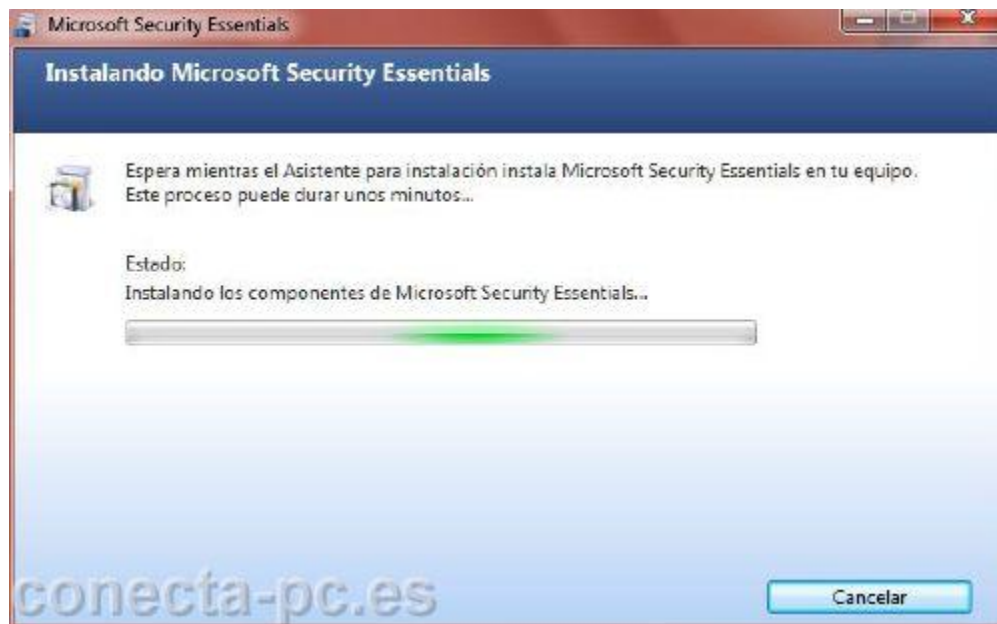 Microsoft Security Essentials
Instalando Microsoft Security Essentials
Espera mientras el Asistente para instalación instala Microsoft Security Essentials en tu equipo.
Este proceso puede durar unos minutos...
Estado:
Instalando los componentes de Microsoft Security Essentials...
conecta-pc.es
Cancelar